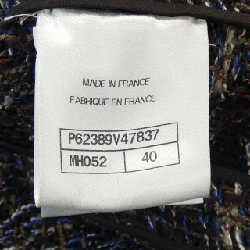 MADE IN FRANCE
FABRIQUE EN FRANCE
P62389V47837
MH052 40